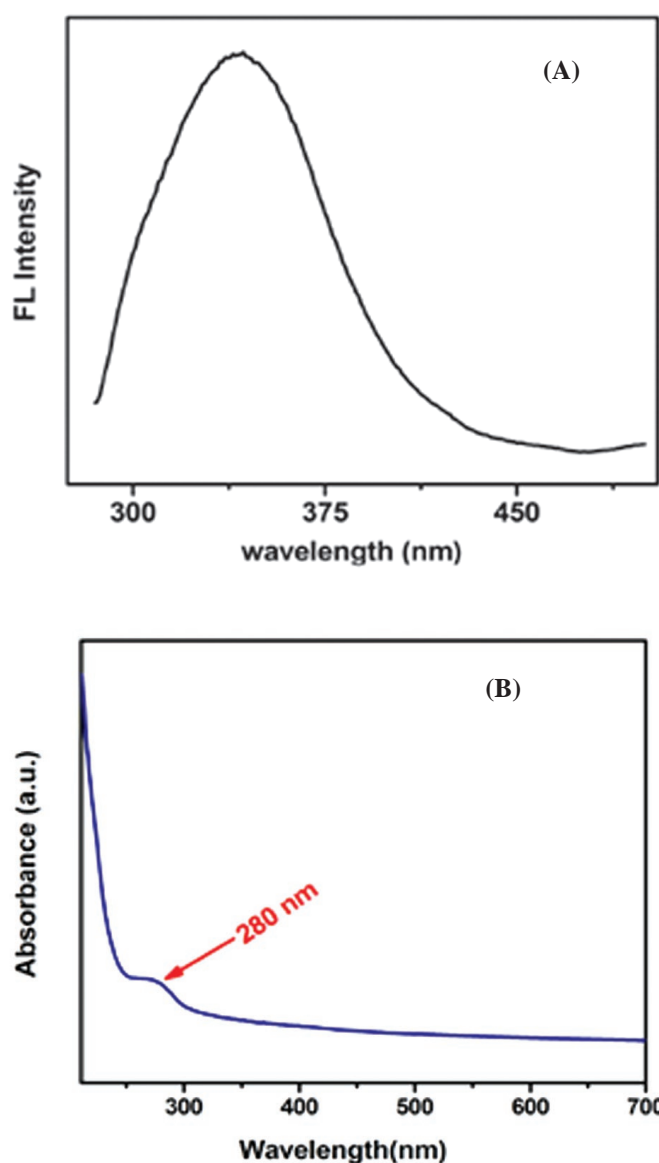 (A)
FL Intensity
300 375 450
wavelength (nm)
(B)
Absorbance (a.u.)
280 nm
300 400 500 600 700
Wavelength(nm)